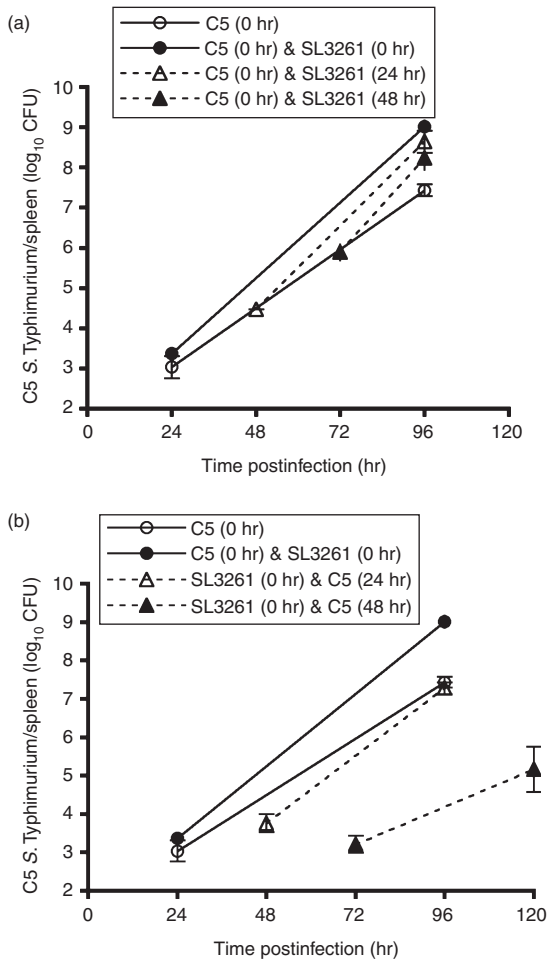 (a)
C5 (0 hr)
C5 (0 hr) & SL3261 (0 hr)
C5 (0 hr) & SL3261 (24 hr)
C5 (0 hr) & SL3261 (48 hr)
C5 S. Typhimurium/spleen (log10 CFU)
10
9
8
7
6
5
4
3
2
0 24 48 72 96 120
Time postinfection (hr)
(b)
C5 (0 hr)
C5 (0 hr) & SL3261 (0 hr)
SL3261 (0 hr) & C5 (24 hr)
SL3261 (0 hr) & C5 (48 hr)
C5 S. Typhimurium/spleen (log10 CFU)
10
9
8
7
6
5
4
3
2
0 24 48 72 96 120
Time postinfection (hr)